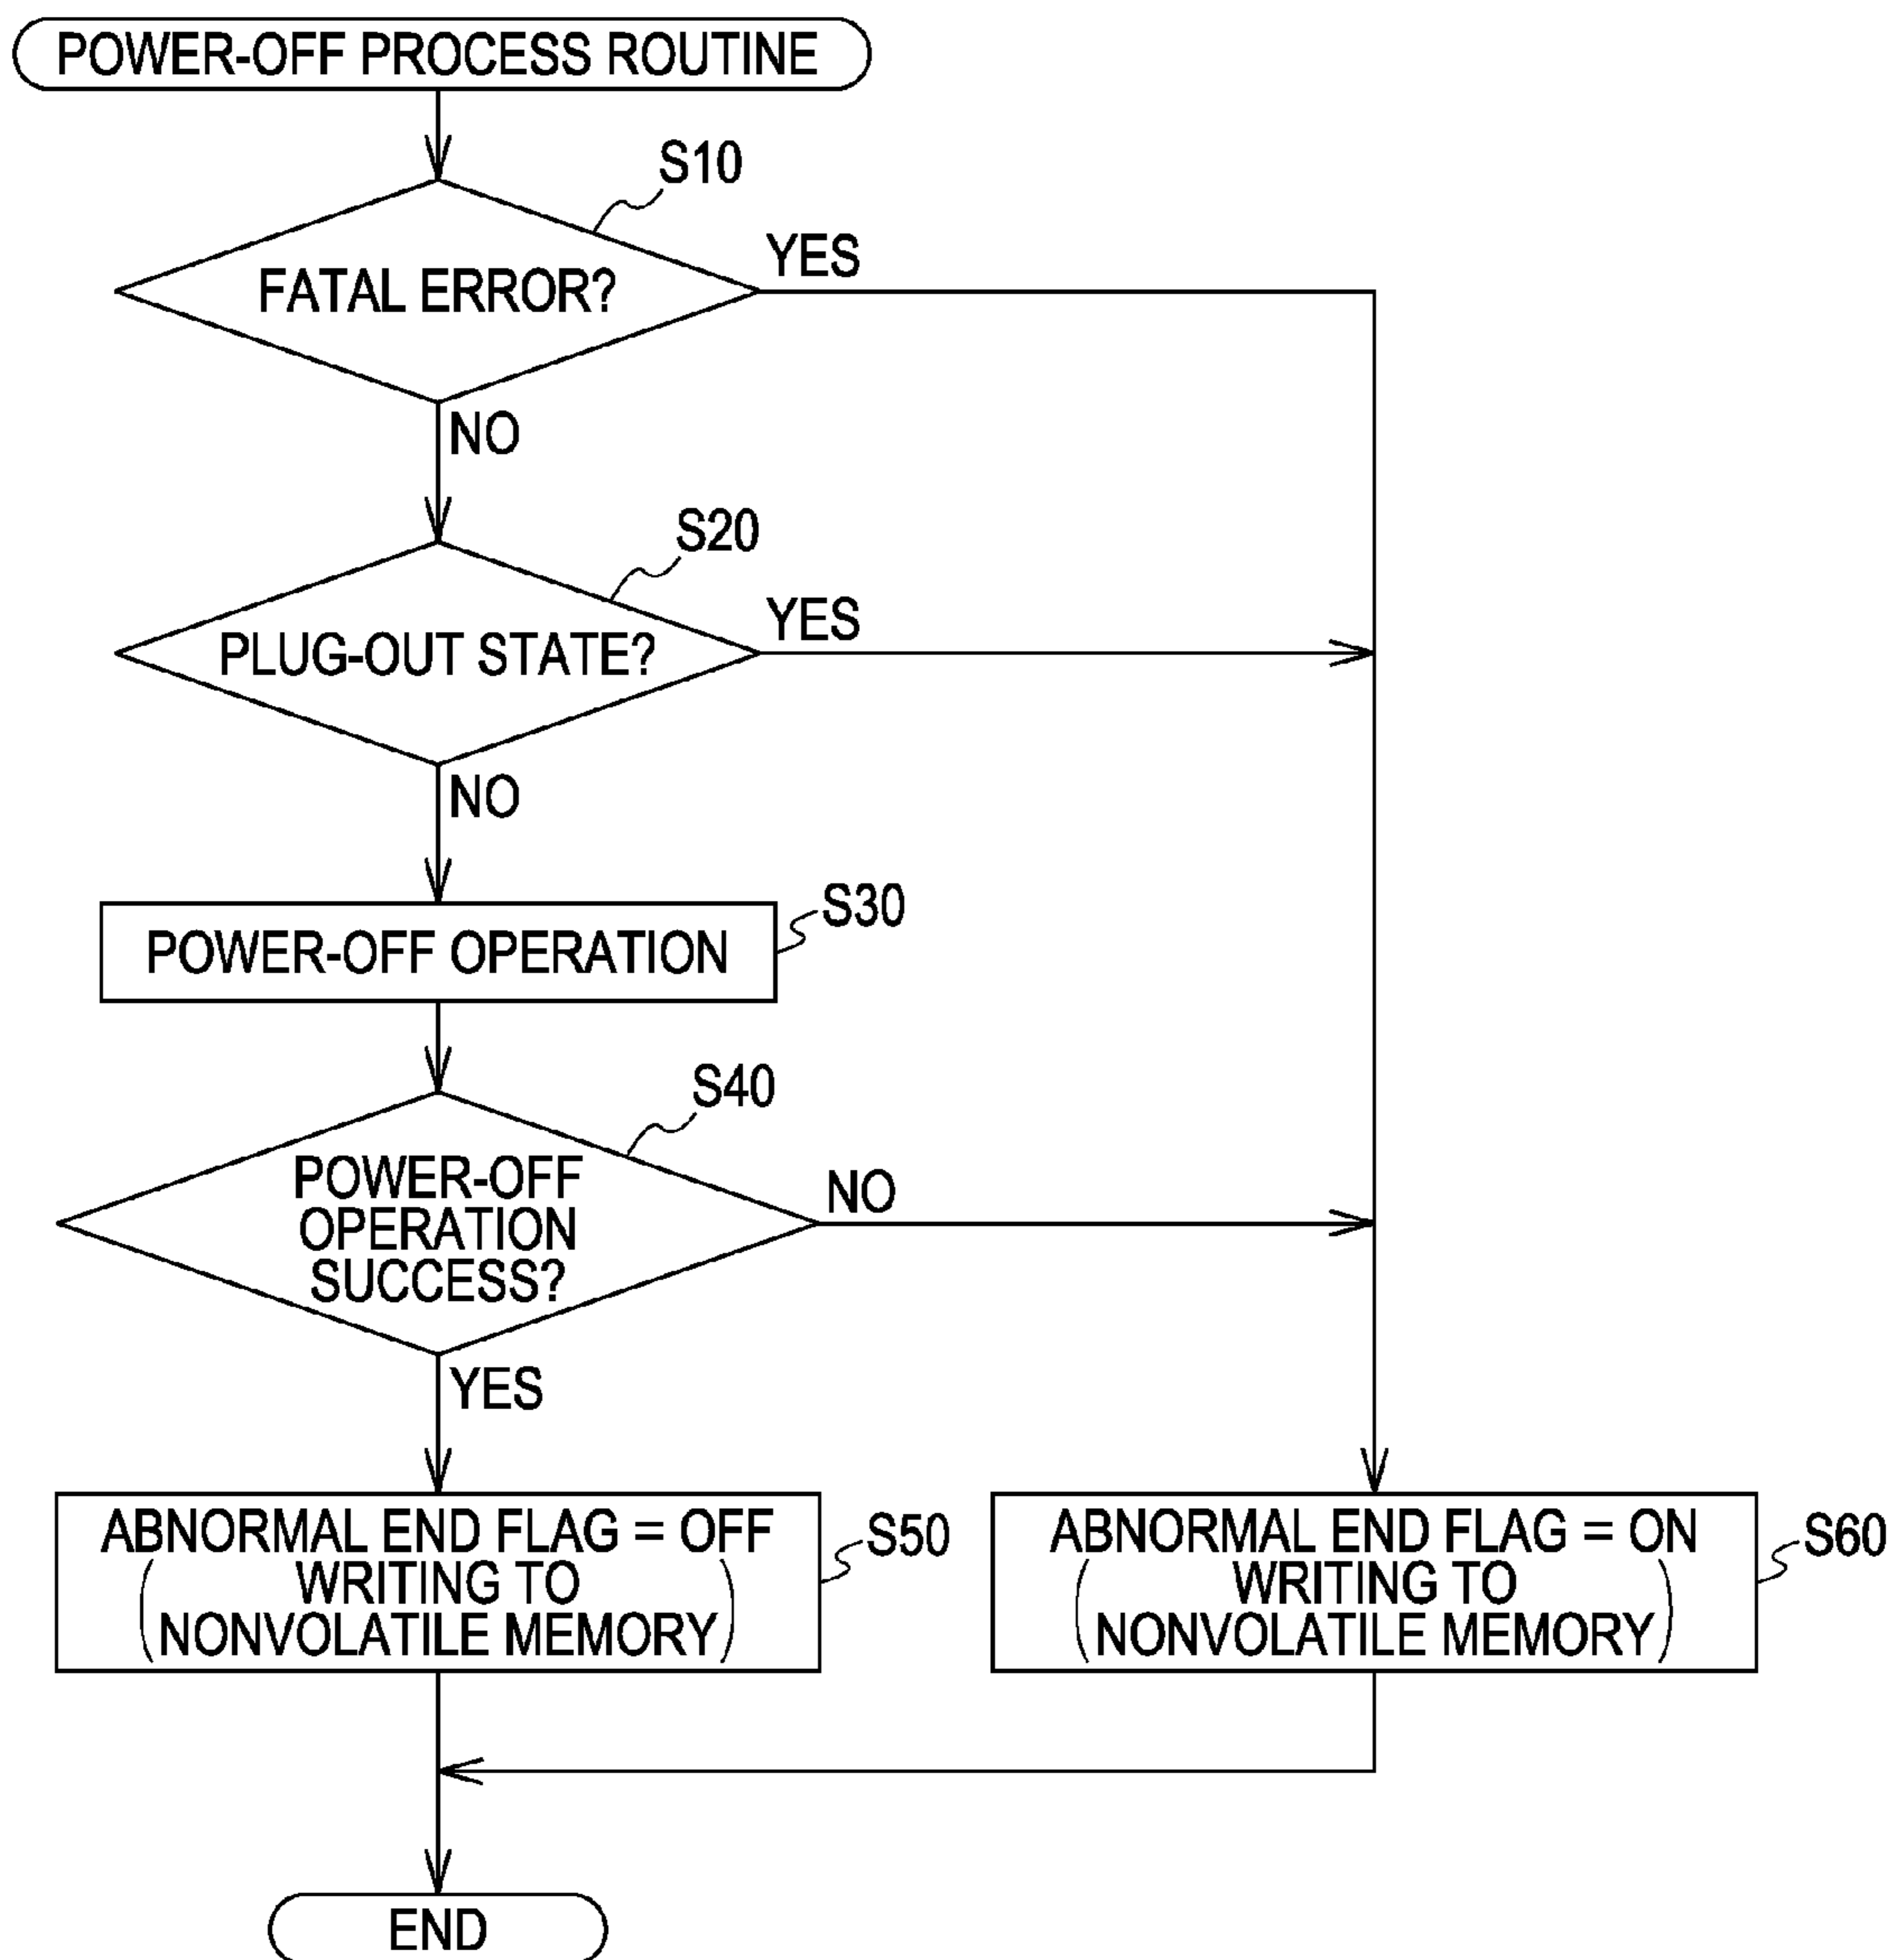 POWER-OFF PROCESS ROUTINE
S10
FATAL ERROR?
YES
NO
S20
PLUG-OUT STATE?
YES
NO
S30
POWER-OFF OPERATION
S40
POWER-OFF
OPERATION
SUCCESS?
NO
YES
ABNORMAL END FLAG = OFF
(WRITING TO
NONVOLATILE MEMORY)
S50
ABNORMAL END FLAG = ON
(WRITING TO
NONVOLATILE MEMORY)
S60
END